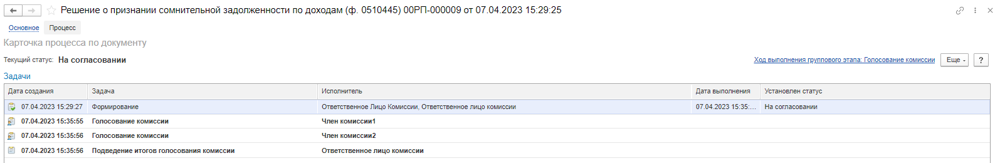 Решение о признании сомнительной задолженности по доходам (ф. 0510445) 00РП-000009 от 07.04.2023 15:29:25
Основное Процесс
Карточка процесса по документу
Текущий статус: На согласовании Ход выполнения группового этапа: Голосование комиссии Еще ?
Задачи
Дата создания Задача Исполнитель Дата выполнения Установлен статус
07.04.2023 15:29:27 Формирование Ответственное Лицо Комиссии, Ответственное лицо комиссии 07.04.2023 15:35:... На согласовании
07.04.2023 15:35:55 Голосование комиссии Член комиссии1
07.04.2023 15:35:56 Голосование комиссии Член комиссии2
07.04.2023 15:35:56 Подведение итогов голосования комиссии Ответственное лицо комиссии